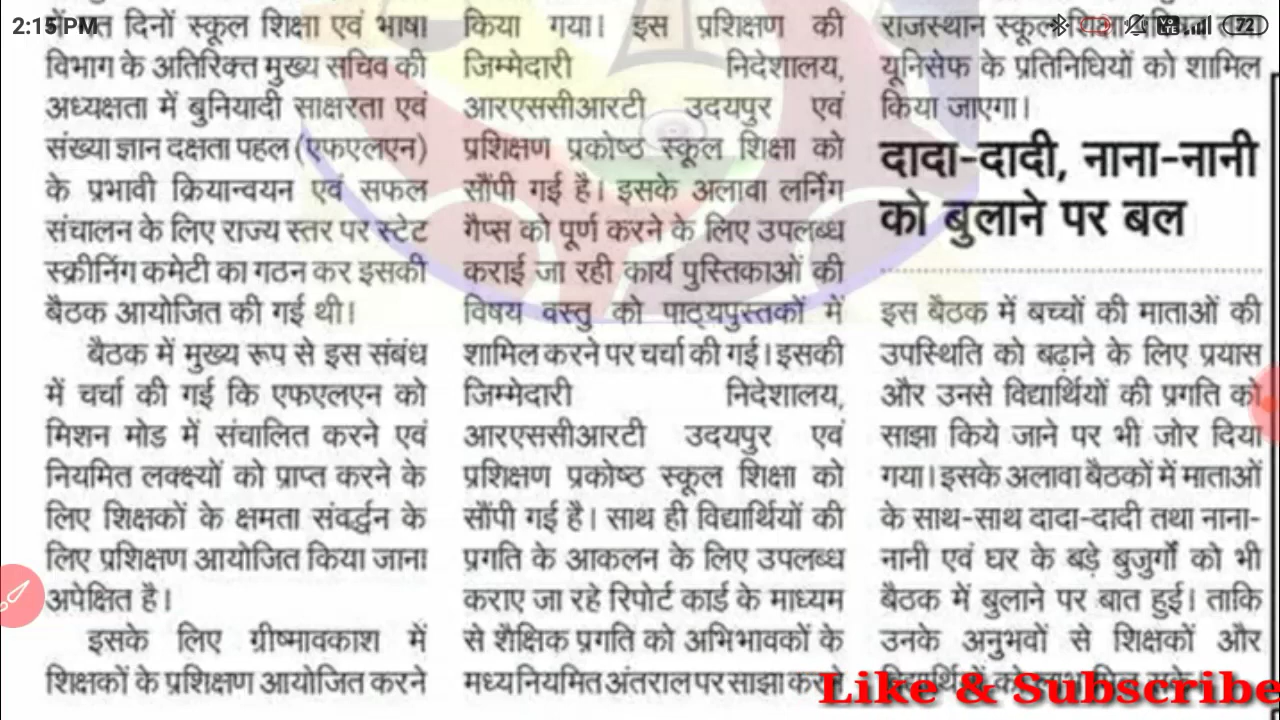 2:15 PM
72
त दिनों स्कूल शिक्षा एवं भाषा
विभाग के अतिरिक्त मुख्य सचिव की
अध्यक्षता में बुनियादी साक्षरता एवं
संख्या ज्ञान दक्षता पहल (एफएलएन)
के प्रभावी क्रियान्वयन एवं सफल
संचालन के लिए राज्य स्तर पर स्टेट
स्क्रीनिंग कमेटी का गठन कर इसकी
बैठक आयोजित की गई थी।
बैठक में मुख्य रूप से इस संबंध
में चर्चा की गई कि एफएलएन को
मिशन मोड में संचालित करने एवं
नियमित लक्ष्यों को प्राप्त करने के
लिए शिक्षकों के क्षमता संवर्द्धन के
लिए प्रशिक्षण आयोजित किया जाना
अपेक्षित है।
इसके लिए ग्रीष्मावकाश में
शिक्षकों के प्रशिक्षण आयोजित करने
किया गया। इस प्रशिक्षण की
जिम्मेदारी निदेशालय,
आरएससीआरटी उदयपुर एवं
प्रशिक्षण प्रकोष्ठ स्कूल शिक्षा को
सौंपी गई है। इसके अलावा लर्निंग
गैप्स को पूर्ण करने के लिए उपलब्ध
कराई जा रही कार्य पुस्तिकाओं की
विषय वस्तु को पाठ्यपुस्तकों में
शामिल करने पर चर्चा की गई। इसकी
जिम्मेदारी निदेशालय,
आरएससीआरटी उदयपुर एवं
प्रशिक्षण प्रकोष्ठ स्कूल शिक्षा को
सौंपी गई है। साथ ही विद्यार्थियों की
प्रगति के आकलन के लिए उपलब्ध
कराए जा रहे रिपोर्ट कार्ड के माध्यम
से शैक्षिक प्रगति को अभिभावकों के
मध्य नियमित अंतराल पर साझा
राजस्थान स्कूल
यूनिसेफ के प्रतिनिधियों को शामिल
किया जाएगा।
दादा-दादी, नाना-नानी
को बुलाने पर बल
इस बैठक में बच्चों की माताओं की
उपस्थिति को बढ़ाने के लिए प्रयास
और उनसे विद्यार्थियों की प्रगति को
साझा किये जाने पर भी जोर दिया
गया। इसके अलावा बैठकों में माताओं
के साथ-साथ दादा-दादी तथा नाना-
नानी एवं घर के बड़े बुजुर्गों को भी
बैठक में बुलाने पर बात हुई। ताकि
उनके अनुभवों से शिक्षकों और
Like & Subscribe